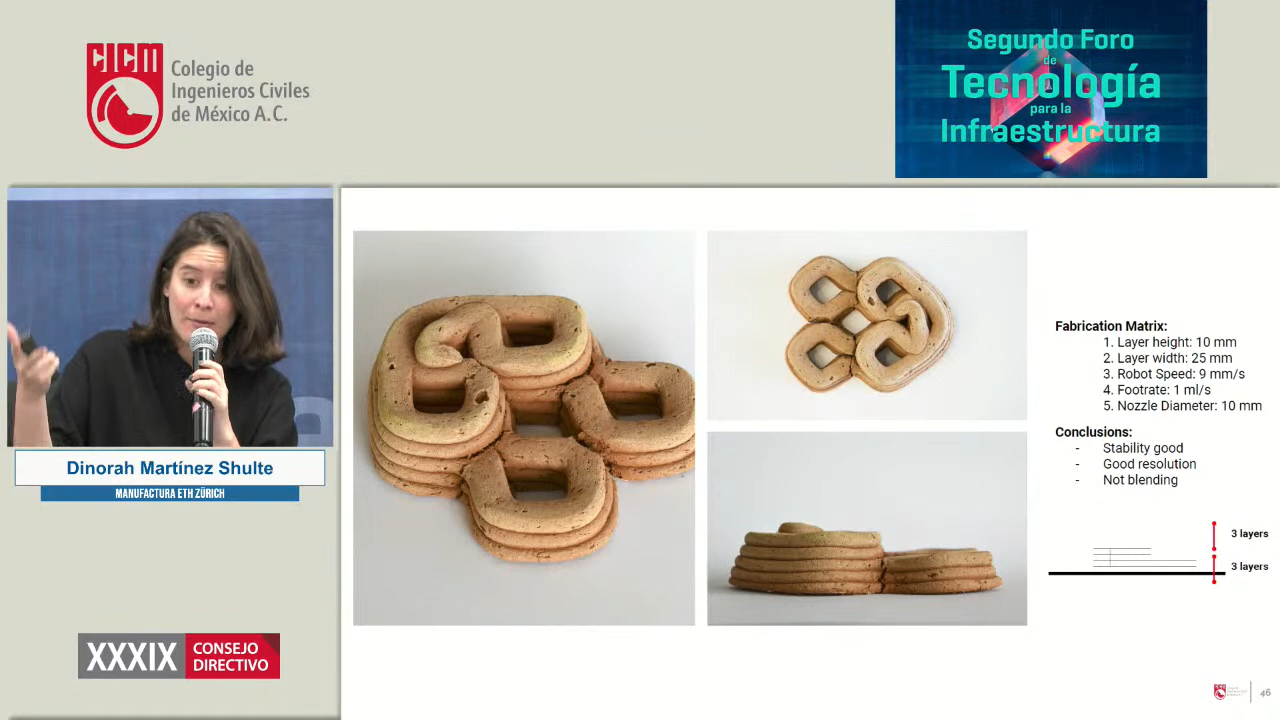 CICM
Colegio de
Ingenieros Civiles
de México A.C.
Segundo Foro
de
Tecnología
para la
Infraestructura
Dinorah Martínez Shulte
MANUFACTURA ETH ZÜRICH
XXXIX
CONSEJO
DIRECTIVO
Fabrication Matrix:
1. Layer height: 10 mm
2. Layer width: 25 mm
3. Robot Speed: 9 mm/s
4. Footrate: 1 ml/s
5. Nozzle Diameter: 10 mm
Conclusions:
- Stability good
- Good resolution
- Not blending
3 layers
3 layers
46